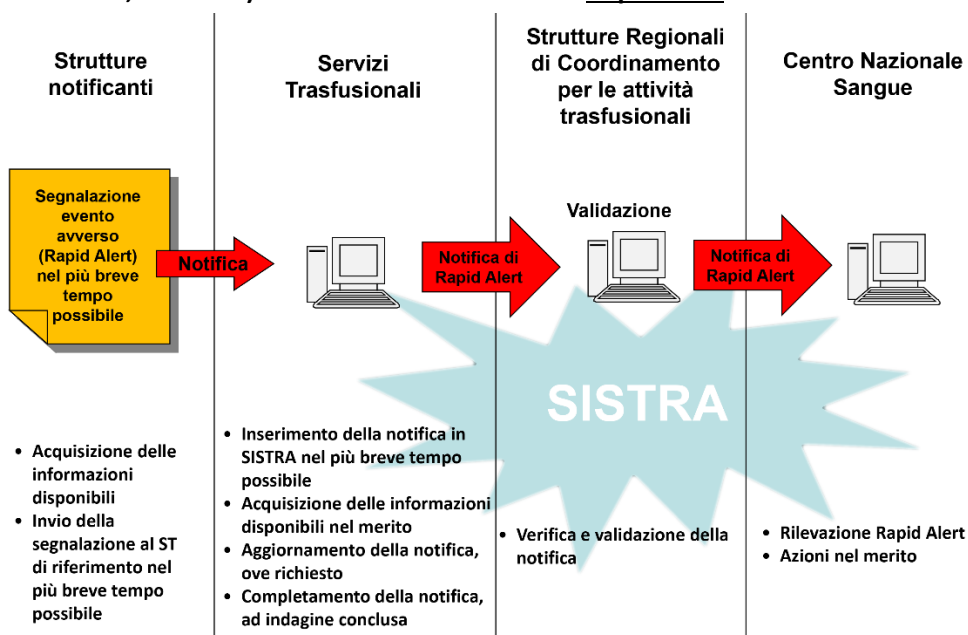 Strutture
notificanti
Servizi
Trasfusionali
Strutture Regionali
di Coordinamento
per le attività
trasfusionali
Centro Nazionale
Sangue
Segnalazione
evento
avverso
(Rapid Alert)
nel più breve
tempo
possibile
Notifica
Notifica di
Rapid Alert
Validazione
Notifica di
Rapid Alert
SISTRA
• Acquisizione delle
informazioni
disponibili
• Invio della
segnalazione al ST
di riferimento nel
più breve tempo
possibile
• Inserimento della notifica in
SISTRA nel più breve tempo
possibile
• Acquisizione delle informazioni
disponibili nel merito
• Aggiornamento della notifica,
ove richiesto
• Completamento della notifica,
ad indagine conclusa
• Verifica e validazione della
notifica
• Rilevazione Rapid Alert
• Azioni nel merito